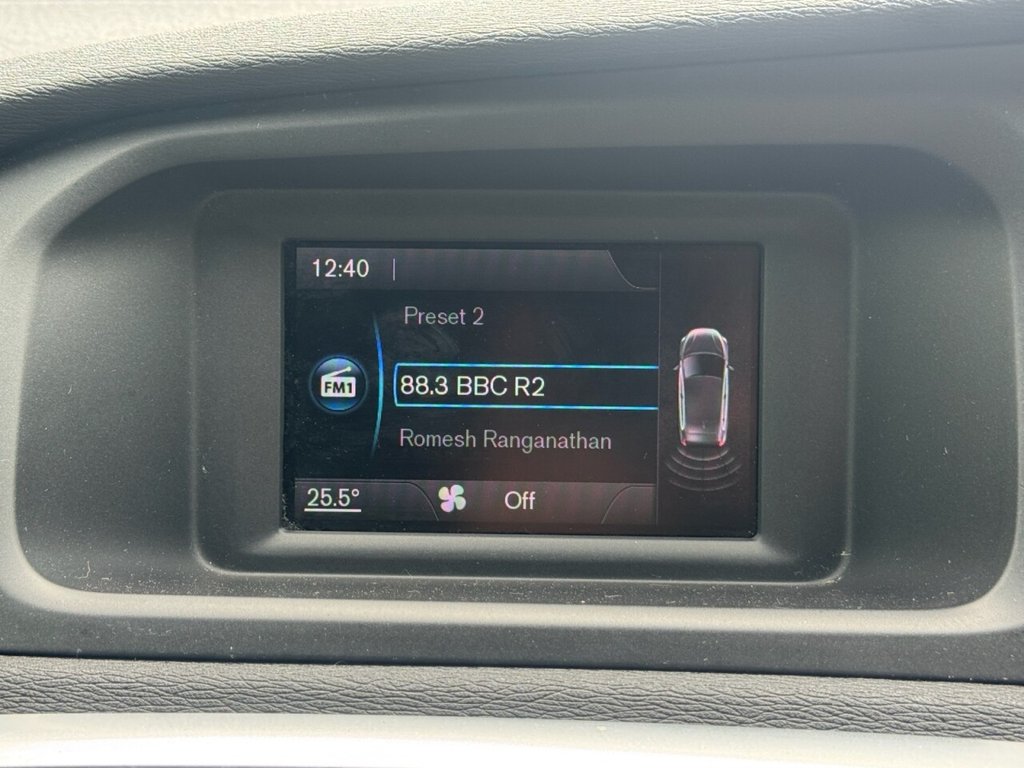 12:40
Preset 2
FM1
88.3 BBC R2
Romesh Ranganathan
25.5° Off